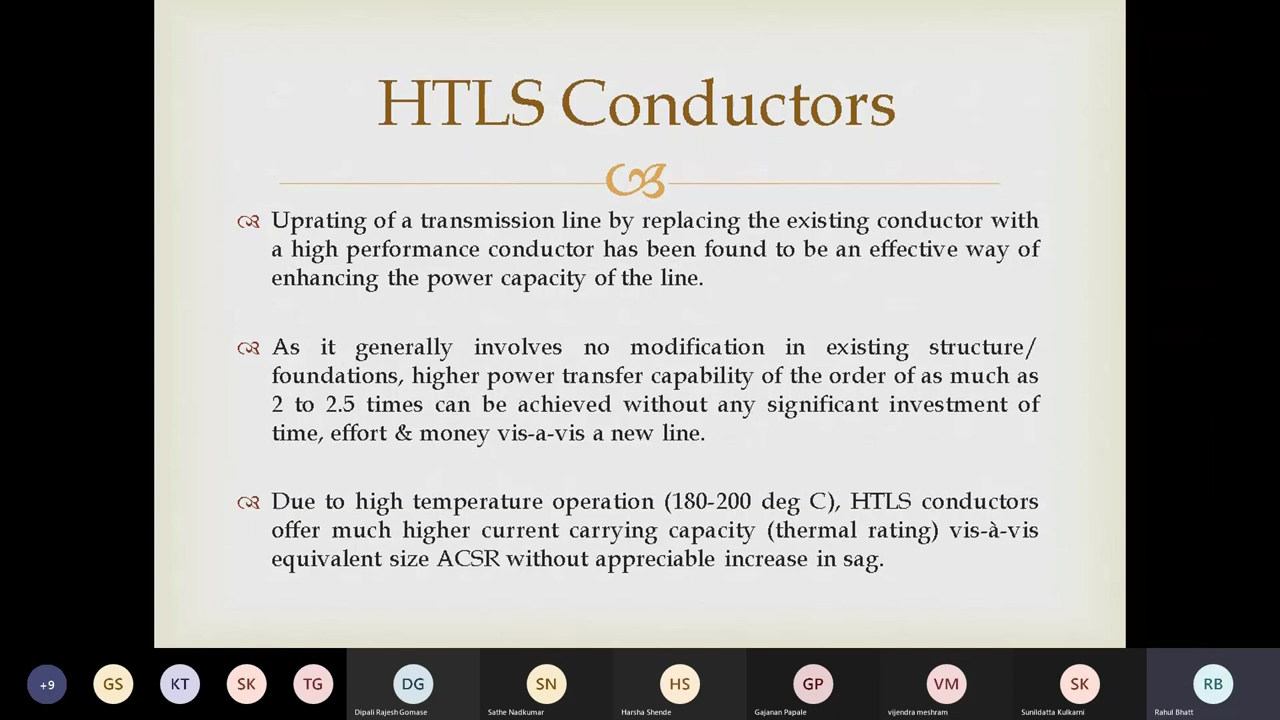 HTLS Conductors
Uprating of a transmission line by replacing the existing conductor with
a high performance conductor has been found to be an effective way of
enhancing the power capacity of the line.
As it generally involves no modification in existing structure/
foundations, higher power transfer capability of the order of as much as
2 to 2.5 times can be achieved without any significant investment of
time, effort & money vis-a-vis a new line.
Due to high temperature operation (180-200 deg C), HTLS conductors
offer much higher current carrying capacity (thermal rating) vis-à-vis
equivalent size ACSR without appreciable increase in sag.
+9 GS KT SK TG DG SN HS GP VM SK RB
Dipali Rajesh Gomase Sathe Nadkumar Harsha Shende Gajanan Papale vijendra meshram Sunildatta Kulkarni Rahul Bhatt